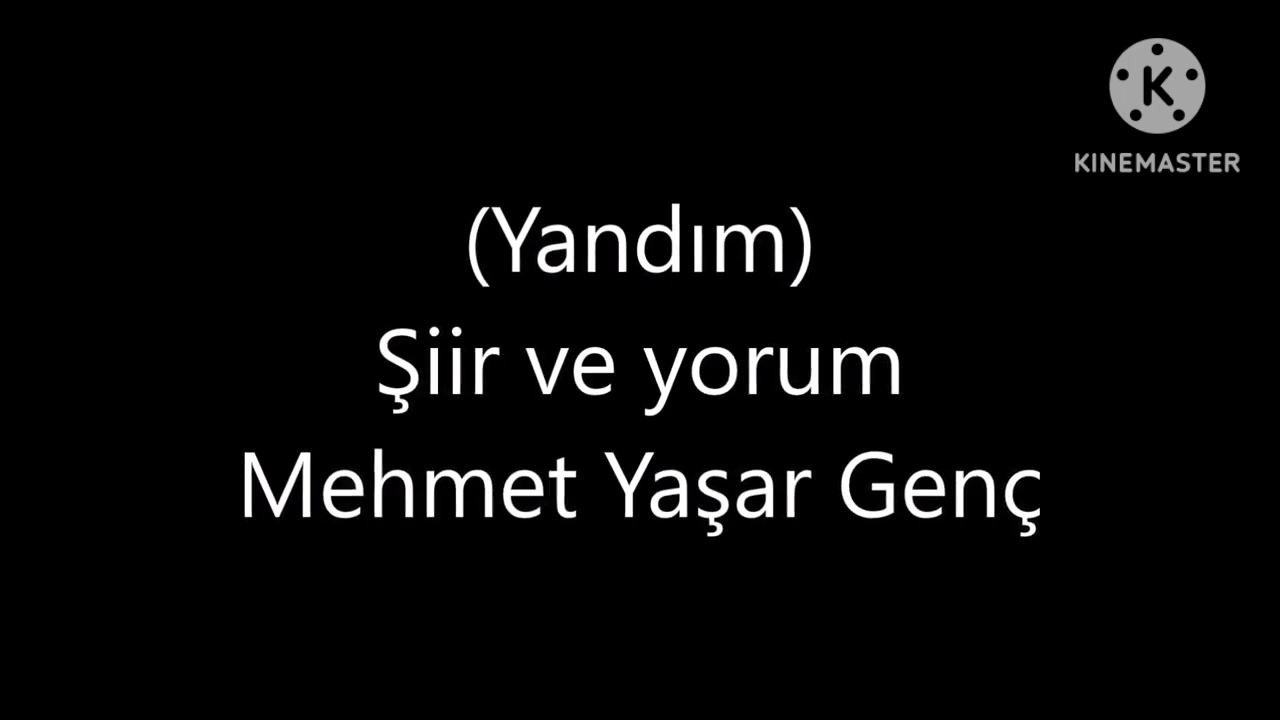 K
KINEMASTER
(Yandım)
Şiir ve yorum
Mehmet Yaşar Genç